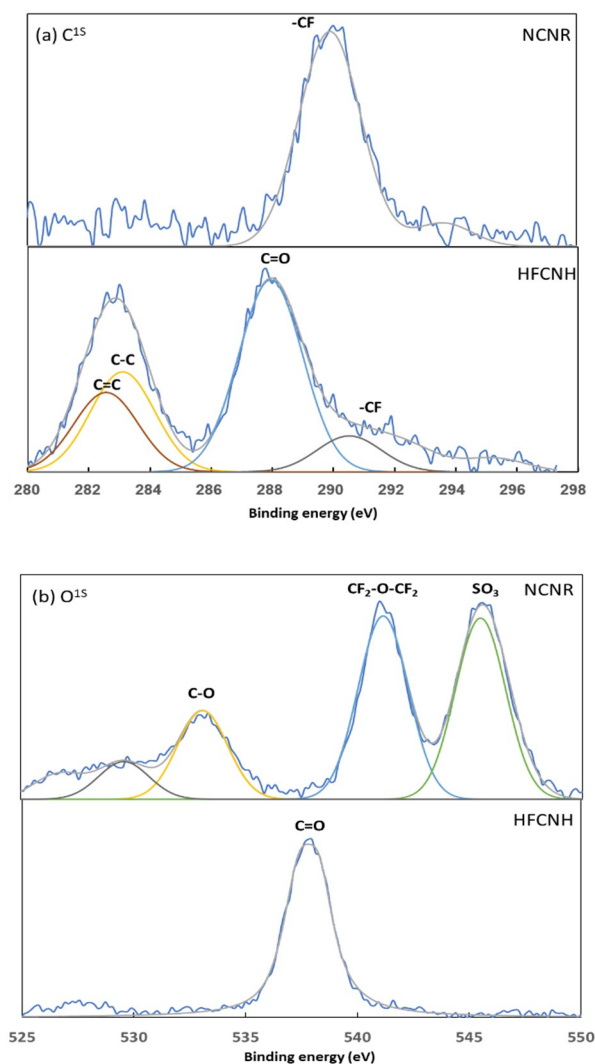 (a) C1S
-CF
NCNR
C=O
HFCNH
C-C
C=C
-CF
280 282 284 286 288 290 292 294 296 298
Binding energy (eV)
(b) O1S
CF2-O-CF2
SO3
NCNR
C-O
C=O
HFCNH
525 530 535 540 545 550
Binding energy (eV)